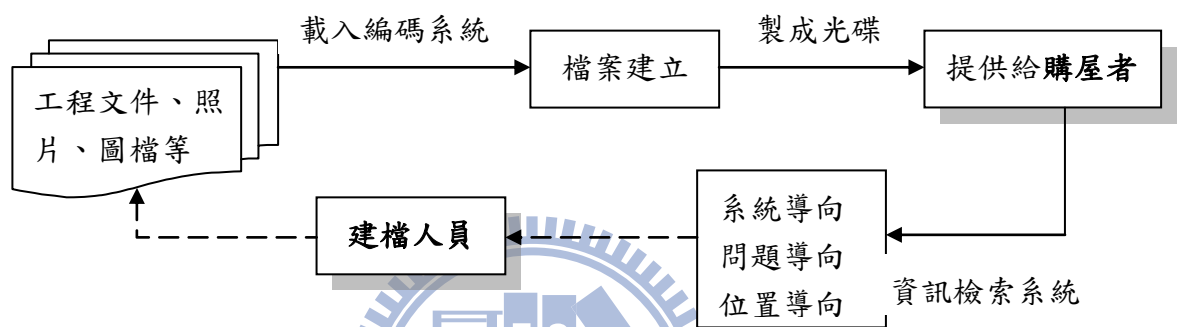 載入編碼系統
製成光碟
工程文件、照
片、圖檔等
檔案建立
提供給購屋者
建檔人員
系統導向
問題導向
位置導向
資訊檢索系統